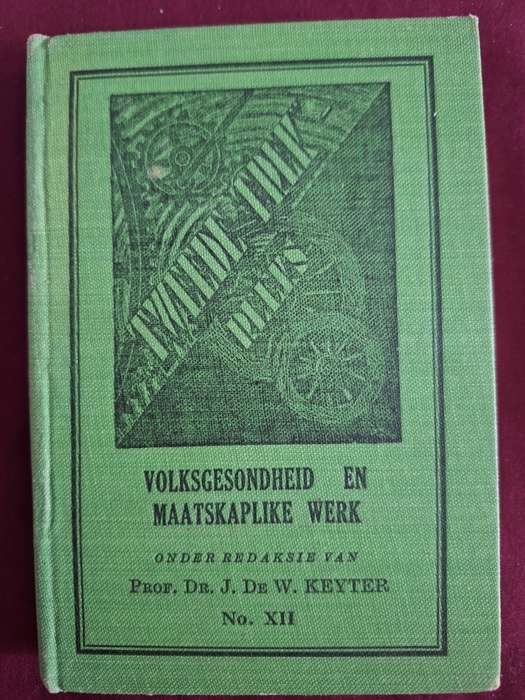 TWEEDE TREK-
REEKS
VOLKSGESONDHEID EN
MAATSKAPLIKE WERK
ONDER REDAKSIE VAN
PROF. DR. J. DE W. KEYTER
No. XII